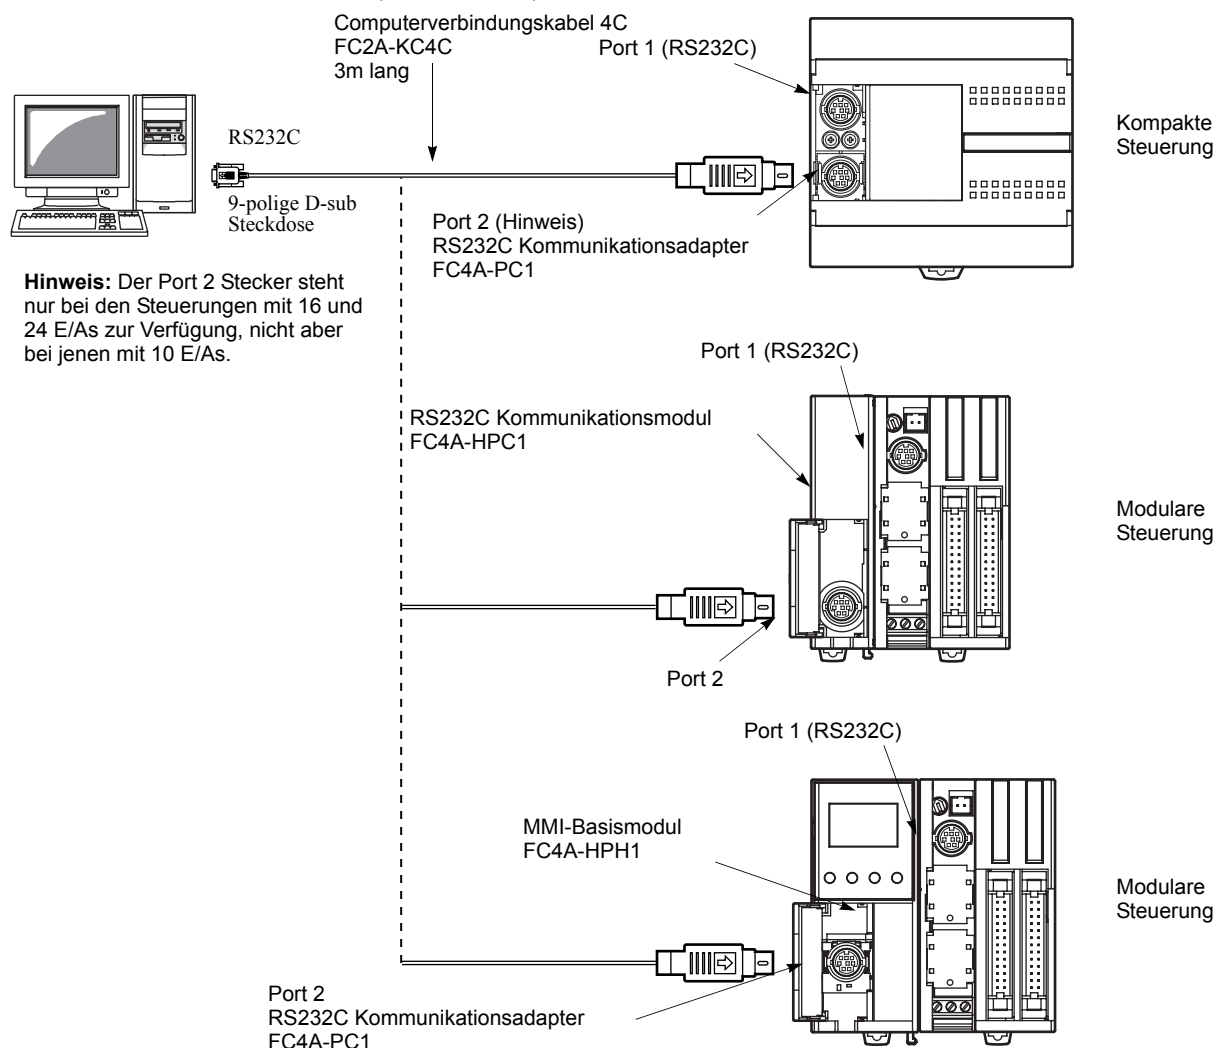 Computerverbindungskabel 4C
FC2A-KC4C
3m lang
Port 1 (RS232C)
RS232C
9-polige D-sub
Steckdose
Kompakte
Steuerung
Port 2 (Hinweis)
RS232C Kommunikationsadapter
FC4A-PC1
Hinweis: Der Port 2 Stecker steht
nur bei den Steuerungen mit 16 und
24 E/As zur Verfügung, nicht aber
bei jenen mit 10 E/As.
Port 1 (RS232C)
RS232C Kommunikationsmodul
FC4A-HPC1
Modulare
Steuerung
Port 2
Port 1 (RS232C)
MMI-Basismodul
FC4A-HPH1
Modulare
Steuerung
Port 2
RS232C Kommunikationsadapter
FC4A-PC1